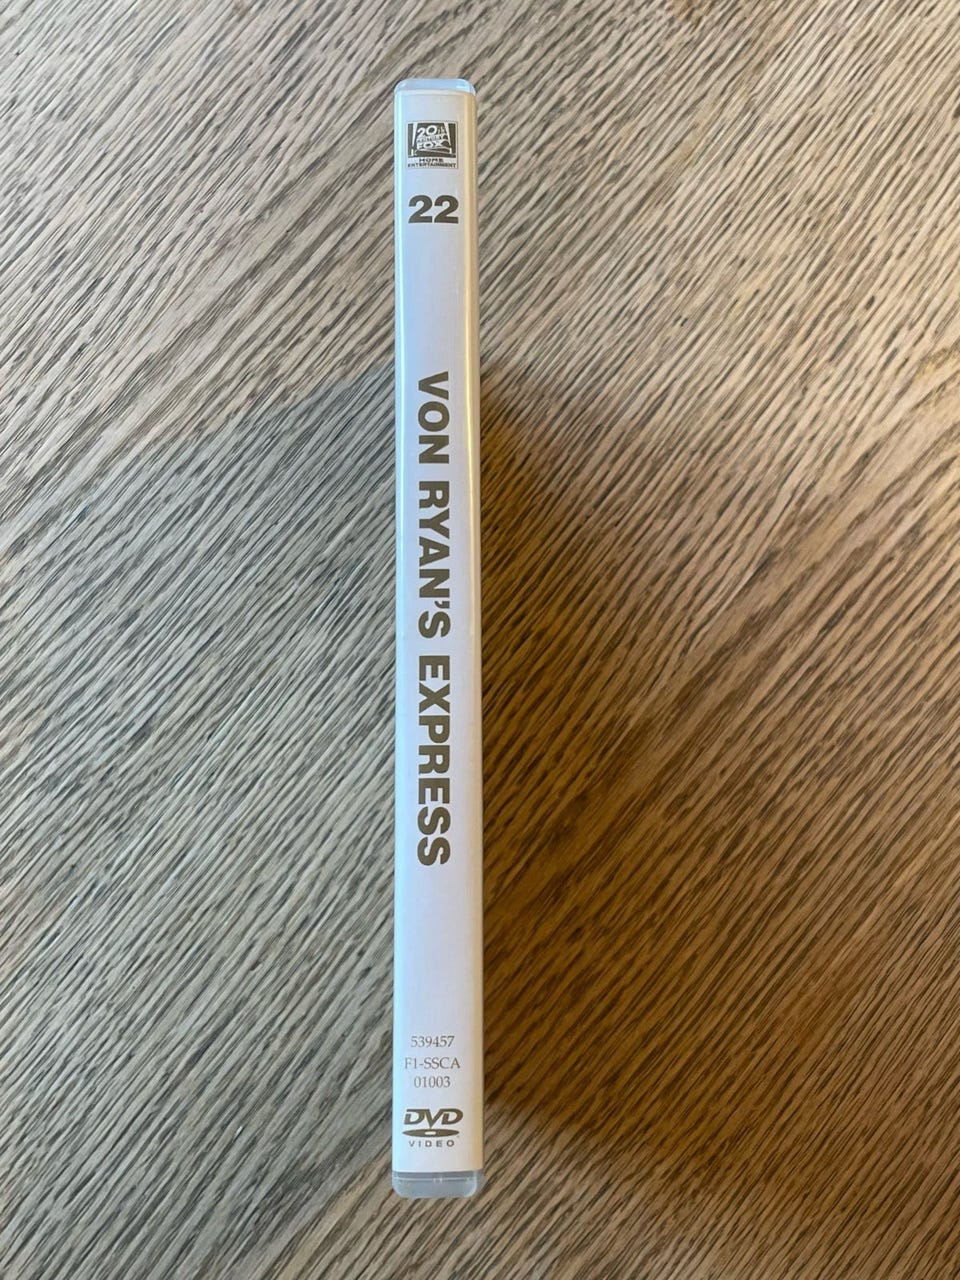 20th
CENTURY
FOX
HOME
ENTERTAINMENT
22
VON RYAN'S EXPRESS
539457
F1-SSCA
01003
DVD
VIDEO